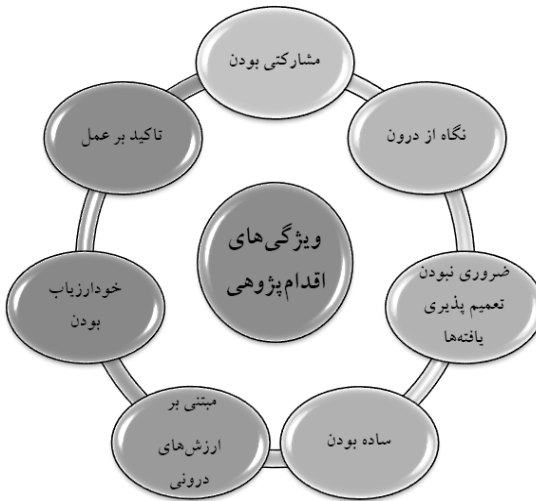 مشارکتی بودن
نگاه از درون
ضروری نبودن
تعمیم پذیری
یافته‌ها
ساده بودن
مبتنی بر
ارزش‌های
درونی
خودارزیاب
بودن
تاکید بر عمل
ویژگی‌های
اقدام‌پژوهی